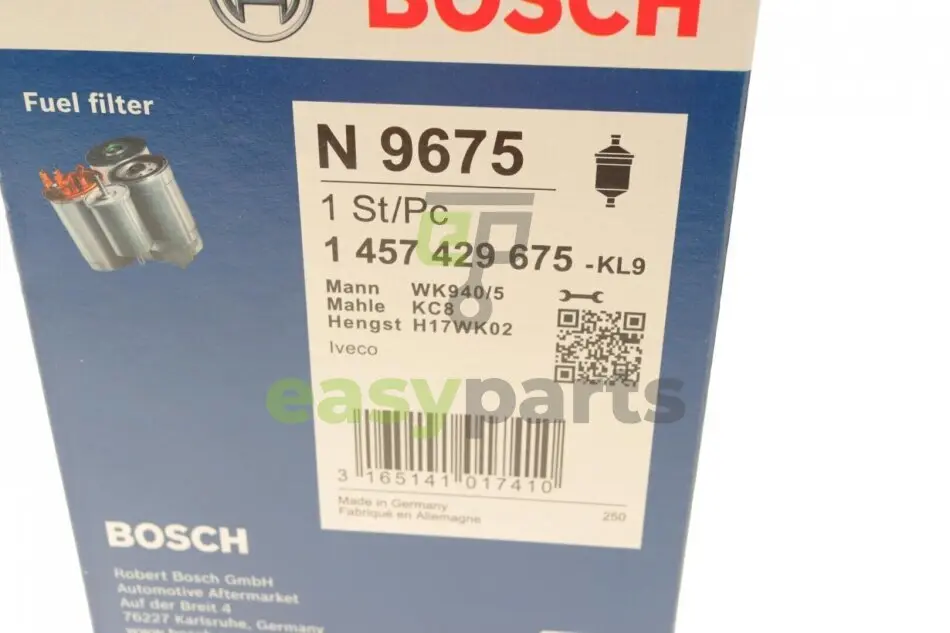 BOSCH
Fuel filter
N 9675
1 St/Pc
1 457 429 675 -KL9
Mann WK940/5
Mahle KC8
Hengst H17WK02
Iveco
easyparts
3 165141 017410
Made in Germany
Fabriqué en Allemagne 250
BOSCH
Robert Bosch GmbH
Automotive Aftermarket
Auf der Breit 4
76227 Karlsruhe, Germany